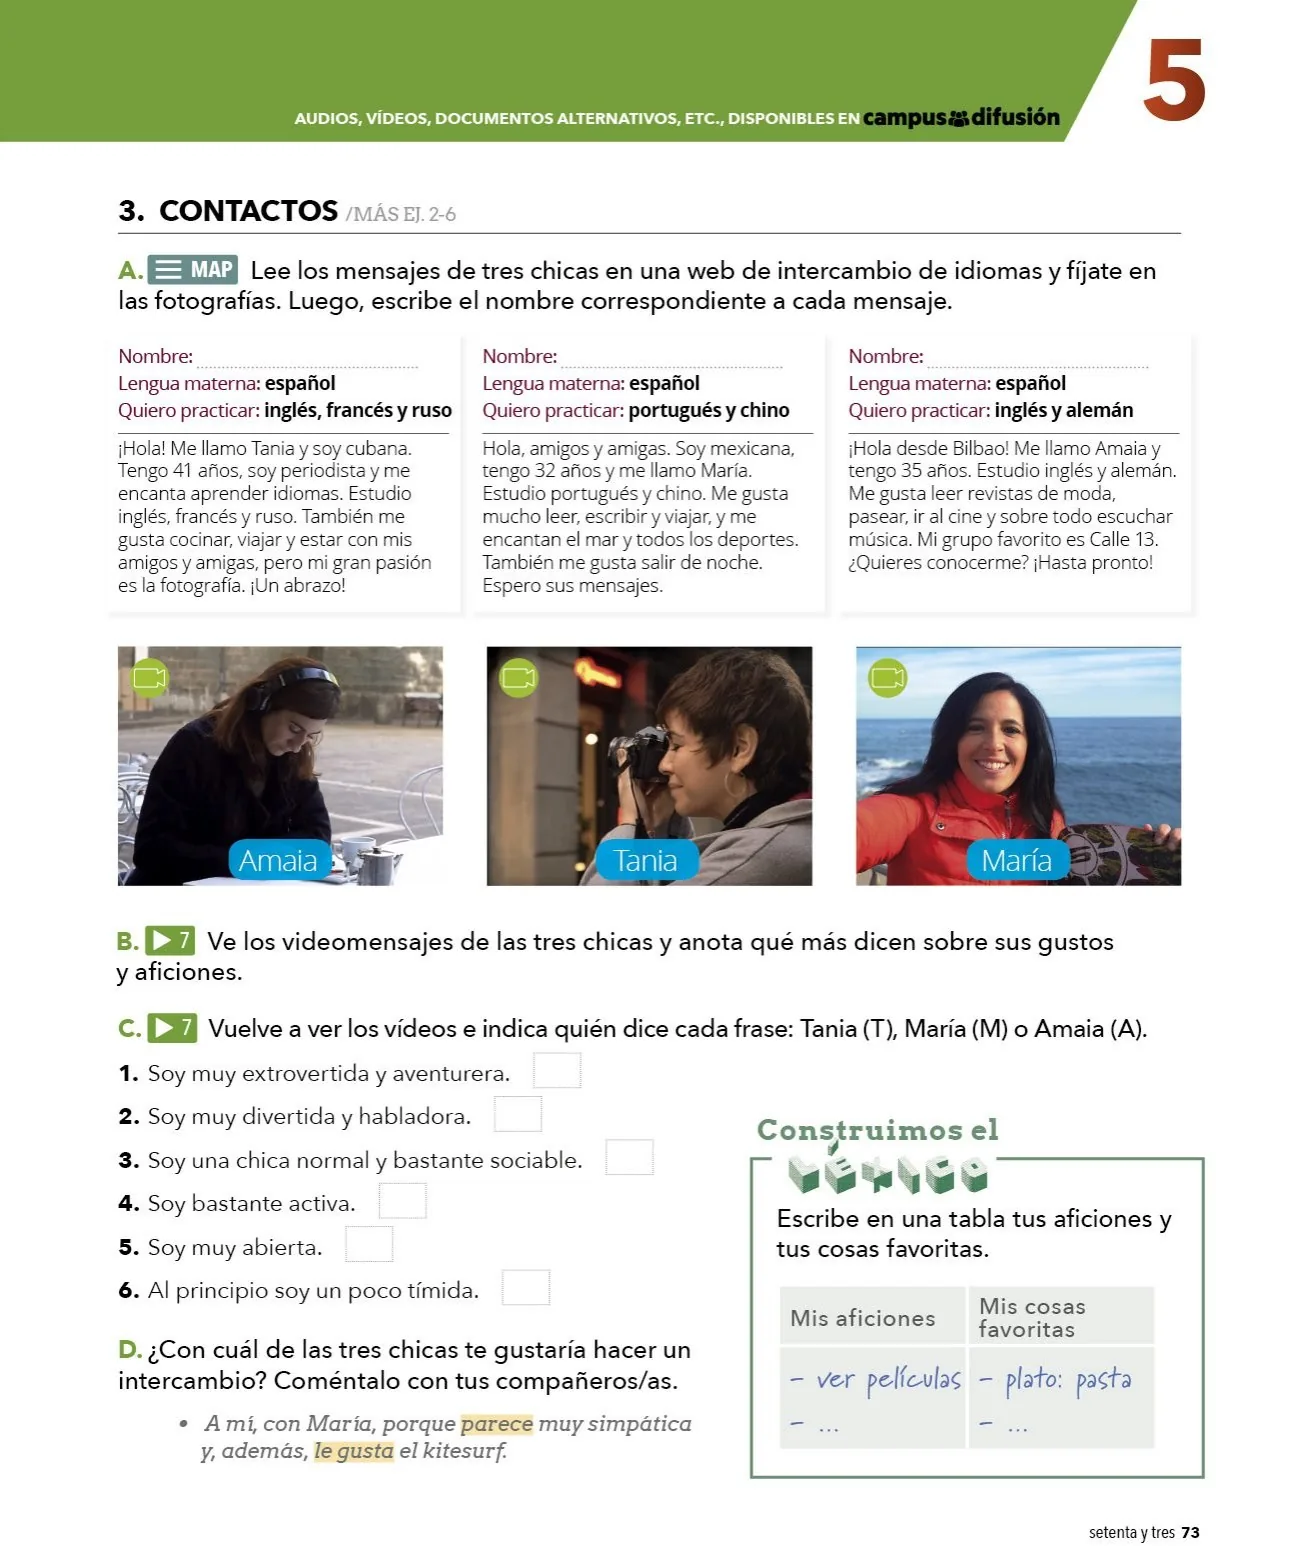 5
AUDIOS, VÍDEOS, DOCUMENTOS ALTERNATIVOS, ETC., DISPONIBLES EN campus difusión
3. CONTACTOS /MÁS EJ. 2-6
A. MAP Lee los mensajes de tres chicas en una web de intercambio de idiomas y fíjate en
las fotografías. Luego, escribe el nombre correspondiente a cada mensaje.
Nombre:
Lengua materna: español
Quiero practicar: inglés, francés y ruso
¡Hola! Me llamo Tania y soy cubana.
Tengo 41 años, soy periodista y me
encanta aprender idiomas. Estudio
inglés, francés y ruso. También me
gusta cocinar, viajar y estar con mis
amigos y amigas, pero mi gran pasión
es la fotografía. ¡Un abrazo!
Nombre:
Lengua materna: español
Quiero practicar: portugués y chino
Hola, amigos y amigas. Soy mexicana,
tengo 32 años y me llamo María.
Estudio portugués y chino. Me gusta
mucho leer, escribir y viajar, y me
encantan el mar y todos los deportes.
También me gusta salir de noche.
Espero sus mensajes.
Nombre:
Lengua materna: español
Quiero practicar: inglés y alemán
¡Hola desde Bilbao! Me llamo Amaia y
tengo 35 años. Estudio inglés y alemán.
Me gusta leer revistas de moda,
pasear, ir al cine y sobre todo escuchar
música. Mi grupo favorito es Calle 13.
¿Quieres conocerme? ¡Hasta pronto!
Amaia
Tania
María
B. 7 Ve los videomensajes de las tres chicas y anota qué más dicen sobre sus gustos
y aficiones.
C. 7 Vuelve a ver los vídeos e indica quién dice cada frase: Tania (T), María (M) o Amaia (A).
1. Soy muy extrovertida y aventurera.
2. Soy muy divertida y habladora.
3. Soy una chica normal y bastante sociable.
4. Soy bastante activa.
5. Soy muy abierta.
6. Al principio soy un poco tímida.
D. ¿Con cuál de las tres chicas te gustaría hacer un
intercambio? Coméntalo con tus compañeros/as.
• A mí, con María, porque parece muy simpática
y, además, le gusta el kitesurf.
Construimos el
LÉXICO
Escribe en una tabla tus aficiones y
tus cosas favoritas.
Mis aficiones
– ver películas
– ...
Mis cosas
favoritas
– plato: pasta
– ...
setenta y tres 73